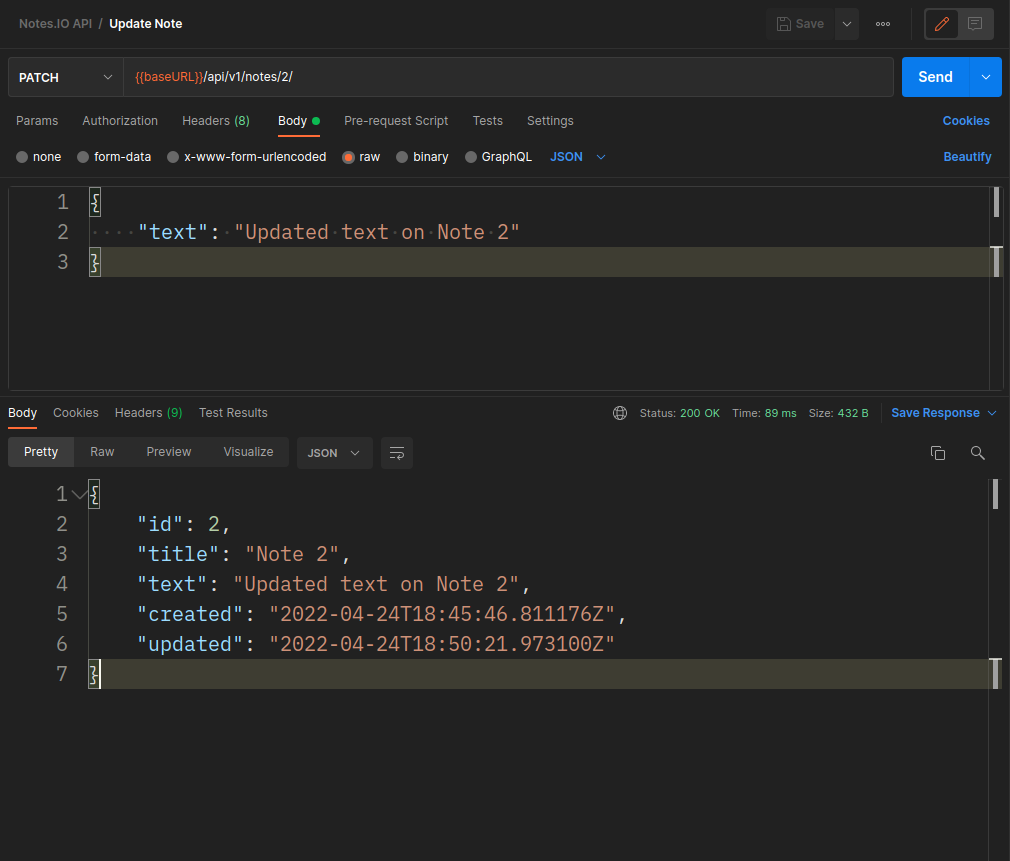 Notes.IO API / Update Note
Save
PATCH
{{baseURL}}/api/v1/notes/2/
Send
Params Authorization Headers (8) Body Pre-request Script Tests Settings Cookies
none form-data x-www-form-urlencoded raw binary GraphQL JSON Beautify
1 {
2 ····"text":·"Updated·text·on·Note·2"
3 }
Body Cookies Headers (9) Test Results Status: 200 OK Time: 89 ms Size: 432 B Save Response
Pretty Raw Preview Visualize JSON
1 {
2 "id": 2,
3 "title": "Note 2",
4 "text": "Updated text on Note 2",
5 "created": "2022-04-24T18:45:46.811176Z",
6 "updated": "2022-04-24T18:50:21.973100Z"
7 }